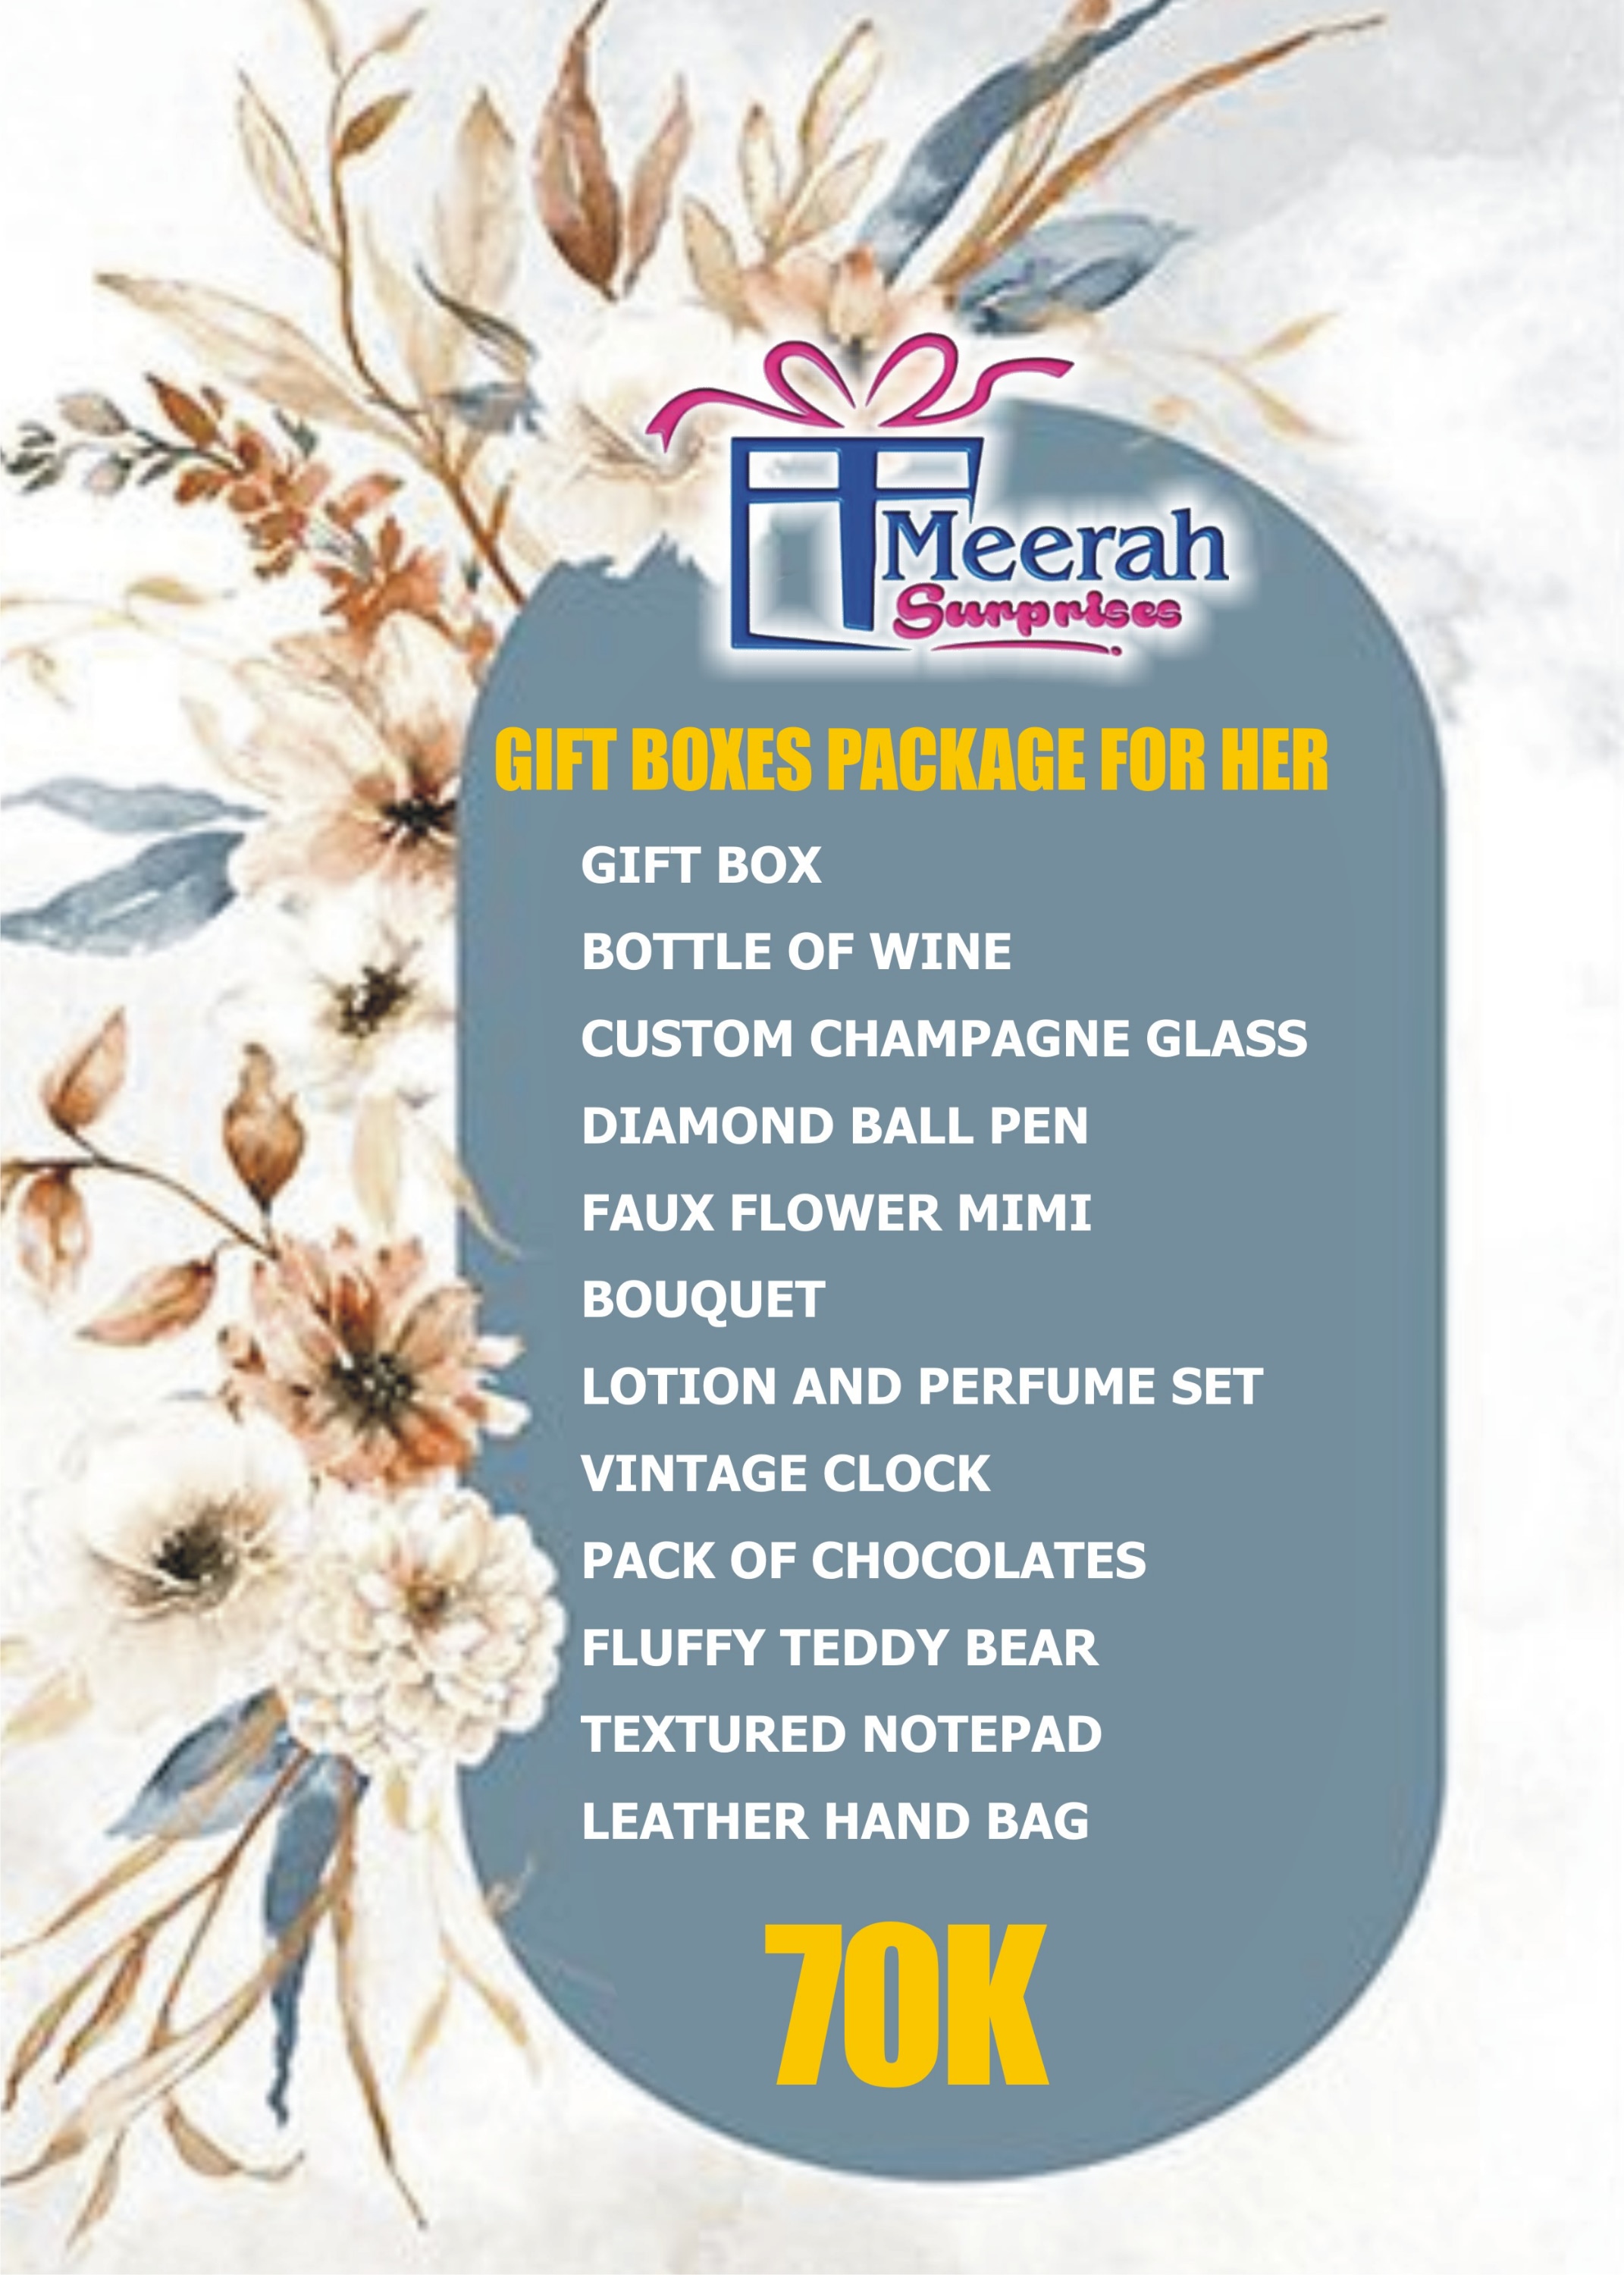 Meerah
Surprises
GIFT BOXES PACKAGE FOR HER
GIFT BOX
BOTTLE OF WINE
CUSTOM CHAMPAGNE GLASS
DIAMOND BALL PEN
FAUX FLOWER MIMI
BOUQUET
LOTION AND PERFUME SET
VINTAGE CLOCK
PACK OF CHOCOLATES
FLUFFY TEDDY BEAR
TEXTURED NOTEPAD
LEATHER HAND BAG
70K